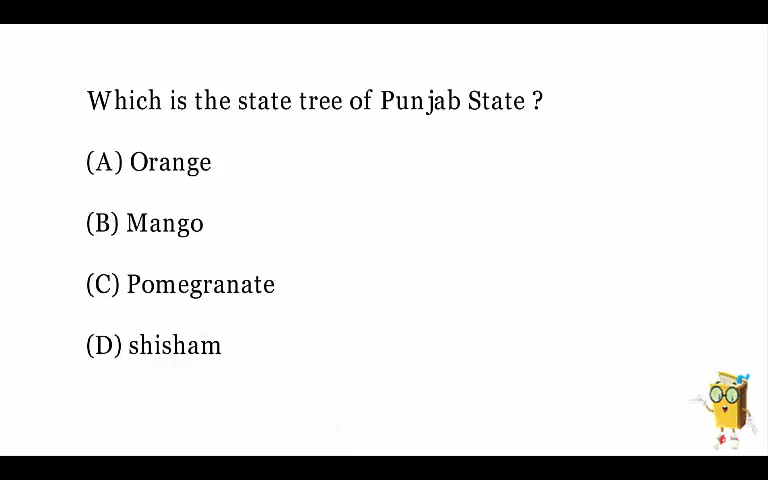 Which is the state tree of Punjab State ?
(A) Orange
(B) Mango
(C) Pomegranate
(D) shisham